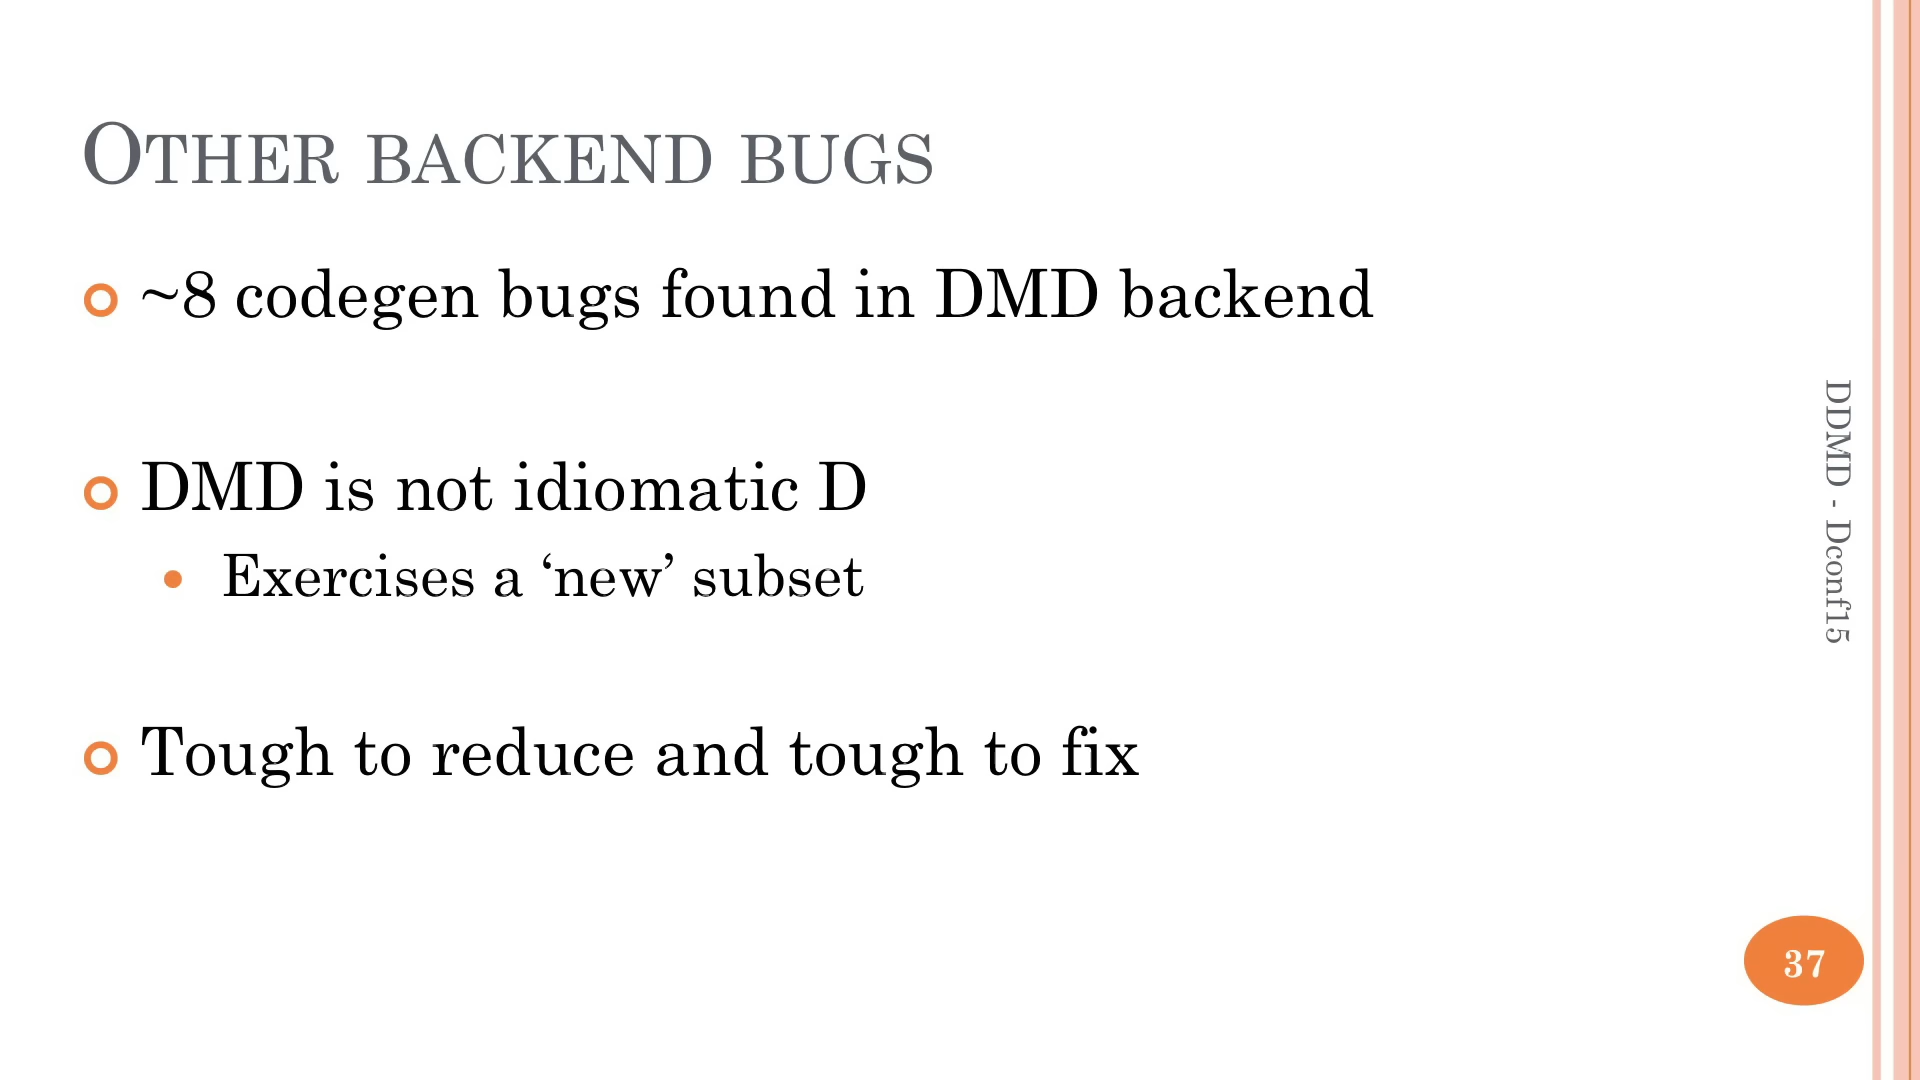 OTHER BACKEND BUGS
~8 codegen bugs found in DMD backend
DMD is not idiomatic D
Exercises a ‘new’ subset
Tough to reduce and tough to fix
DDMD - Dconf15
37